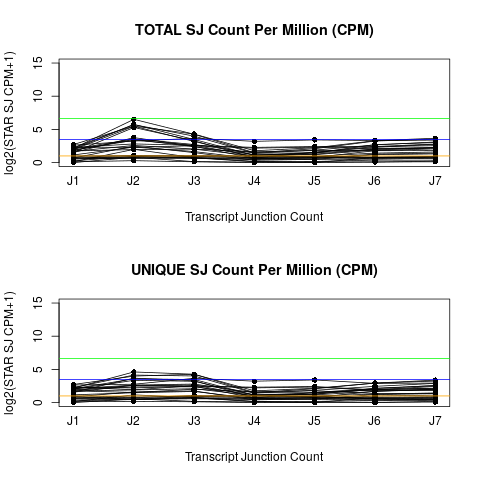 TOTAL SJ Count Per Million (CPM)
log2(STAR SJ CPM+1)
15
10
5
0
J1 J2 J3 J4 J5 J6 J7
Transcript Junction Count
UNIQUE SJ Count Per Million (CPM)
log2(STAR SJ CPM+1)
15
10
5
0
J1 J2 J3 J4 J5 J6 J7
Transcript Junction Count